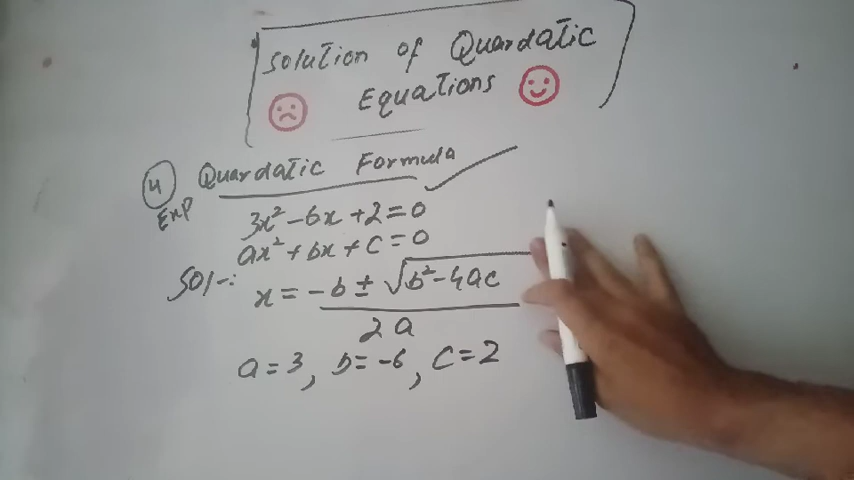 Solution of Quardatic
Equations
4 Quardatic Formula
Exp
3x² - 6x + 2 = 0
ax² + bx + c = 0
Sol-:
x = -b ± √b² - 4ac
2a
a = 3, b = -6, c = 2